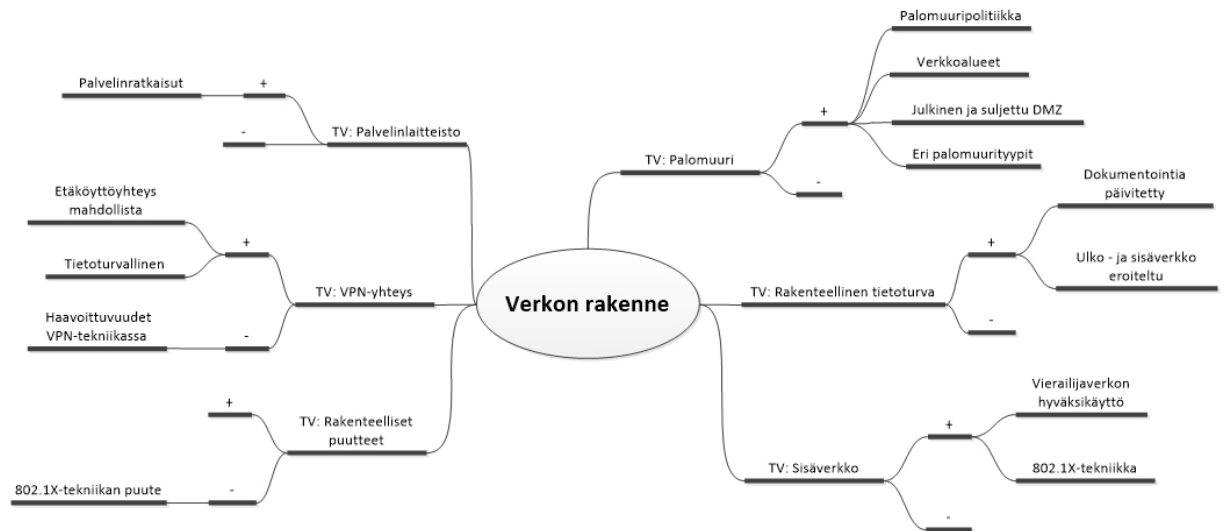 Verkon rakenne
TV: Palvelinlaitteisto
+
Palvelinratkaisut
-
TV: VPN-yhteys
+
Etäköyttöyhteys
mahdollista
Tietoturvallinen
-
Haavoittuvuudet
VPN-tekniikassa
TV: Rakenteelliset
puutteet
+
-
802.1X-tekniikan puute
TV: Palomuuri
+
Palomuuripolitiikka
Verkkoalueet
Julkinen ja suljettu DMZ
Eri palomuurityypit
-
TV: Rakenteellinen tietoturva
+
Dokumentointia
päivitetty
Ulko - ja sisäverkko
eroiteltu
-
TV: Sisäverkko
+
Vierailijaverkon
hyväksikäyttö
802.1X-tekniikka
-